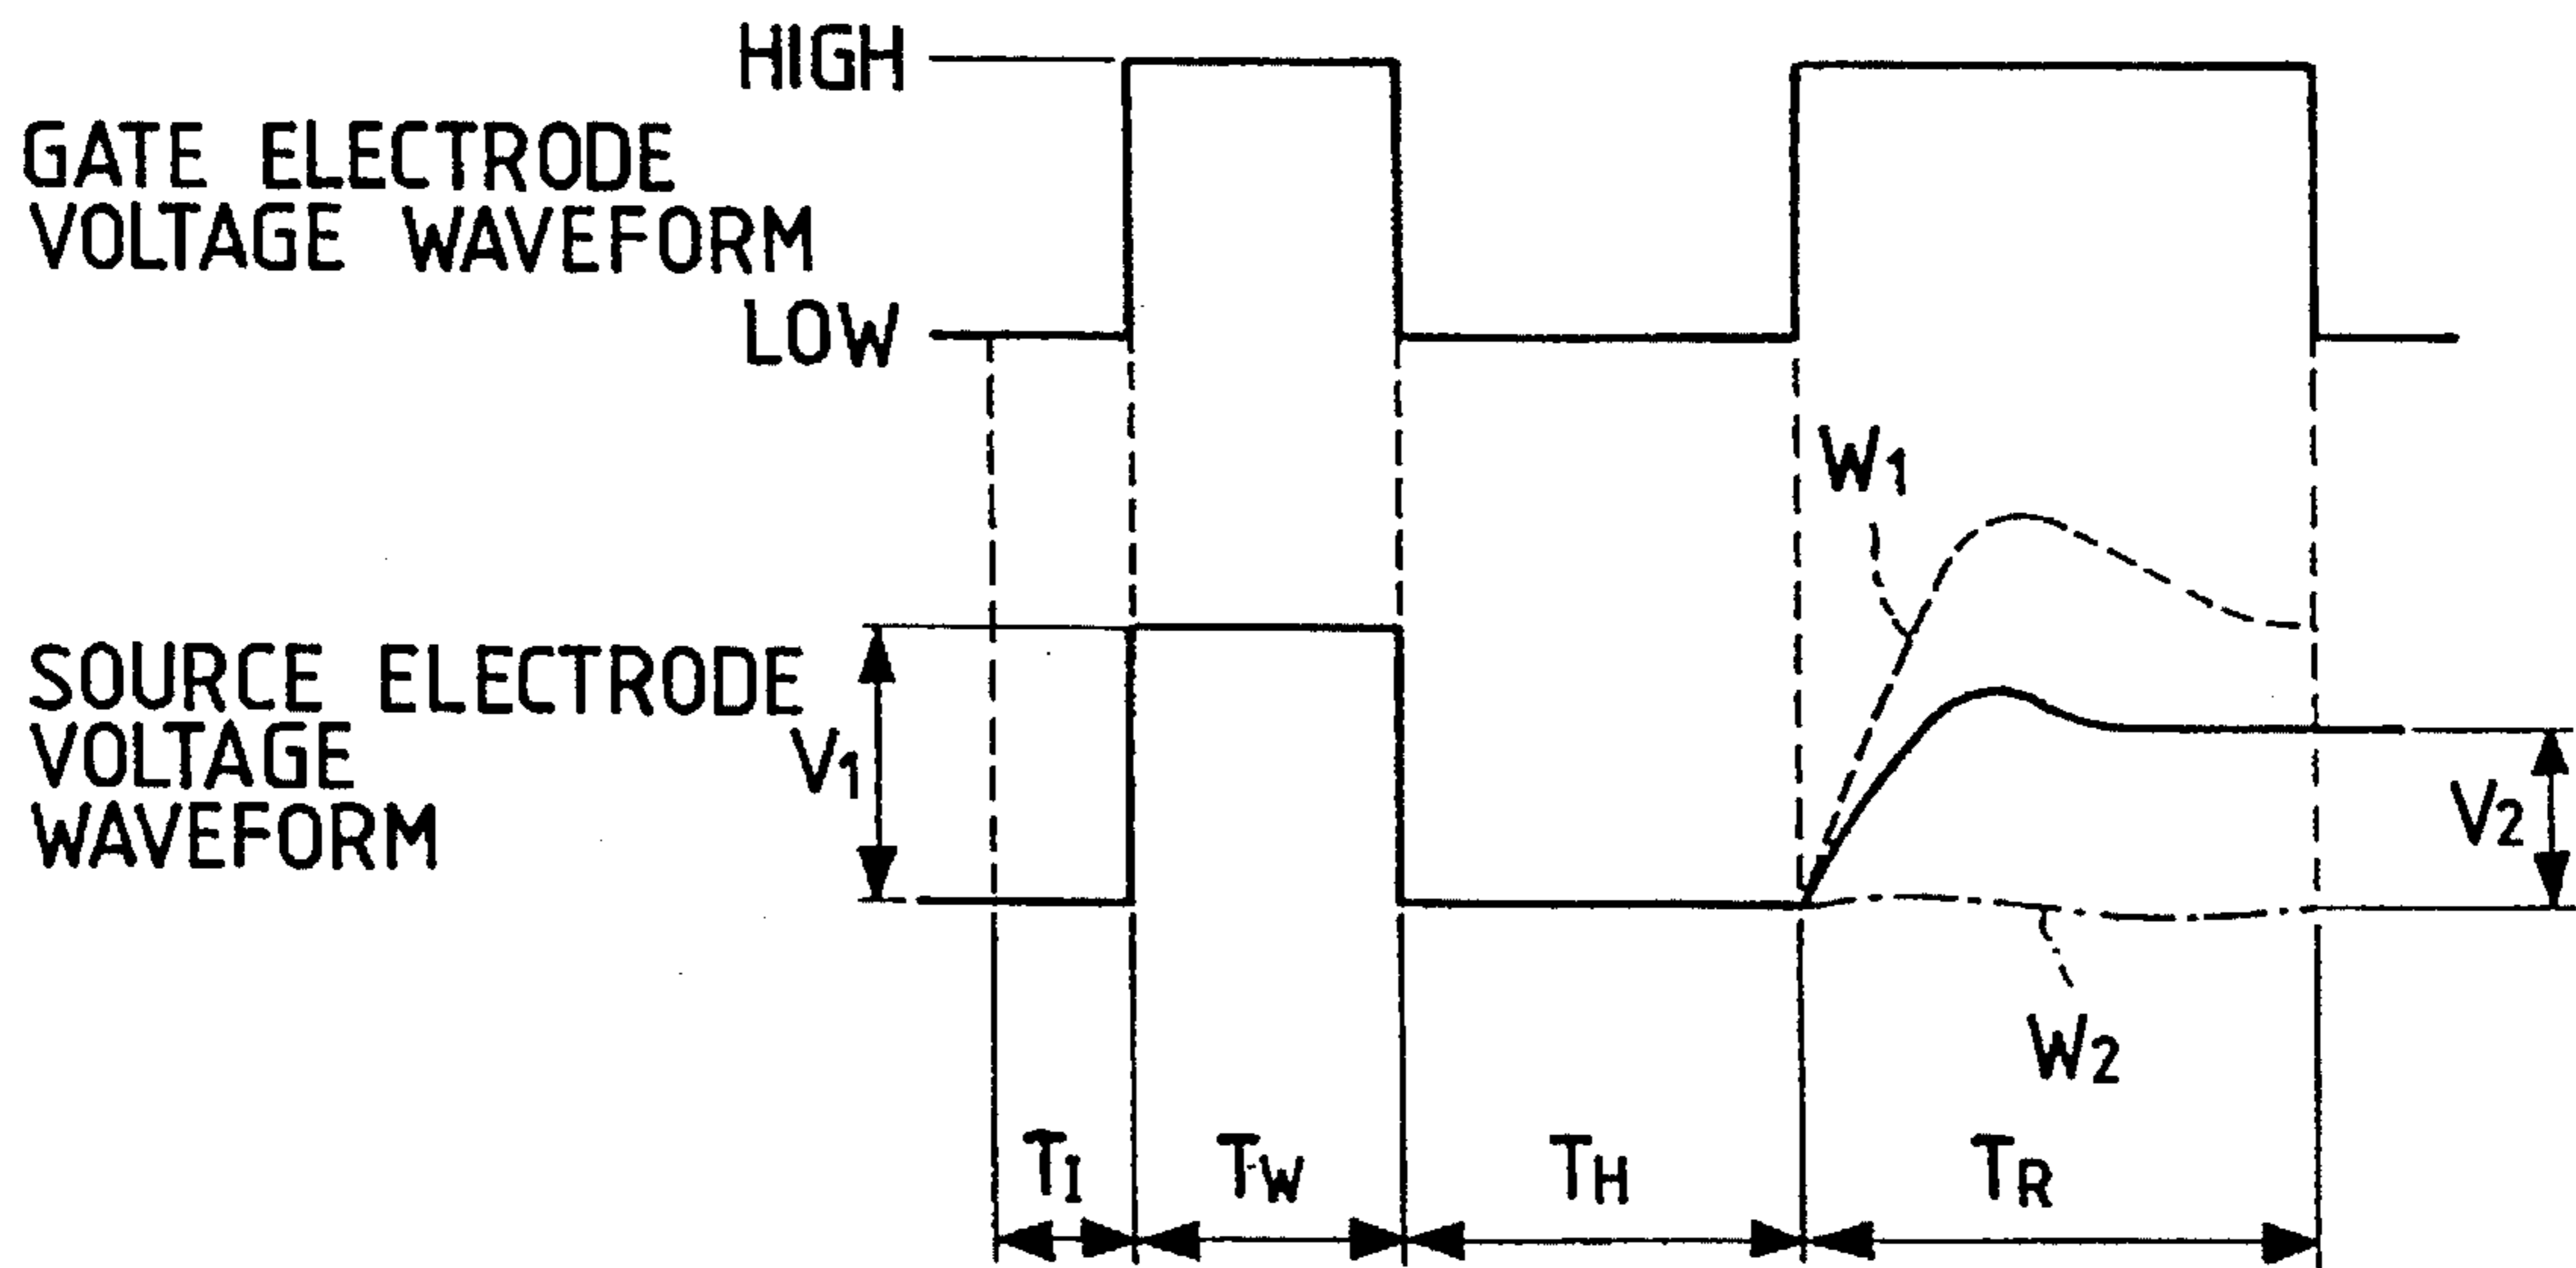 HIGH
GATE ELECTRODE
VOLTAGE WAVEFORM
LOW
W1
SOURCE ELECTRODE
VOLTAGE
WAVEFORM
V1
V2
W2
TI
TW
TH
TR